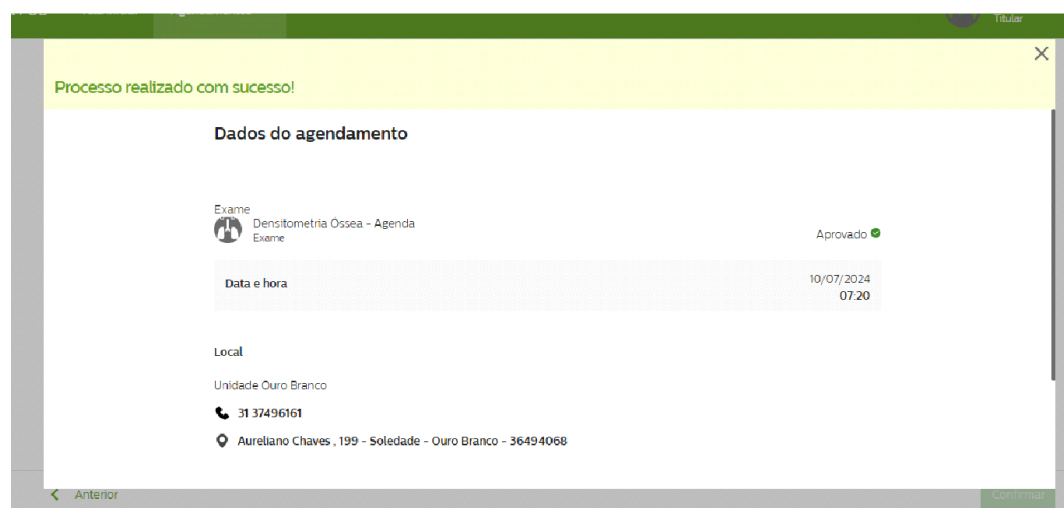 Titular
Processo realizado com sucesso!
Dados do agendamento
Exame
Densitometria Óssea - Agenda
Exame
Aprovado
Data e hora
10/07/2024
07:20
Local
Unidade Ouro Branco
31 37496161
Aureliano Chaves , 199 - Soledade - Ouro Branco - 36494068
Anterior
Confirmar